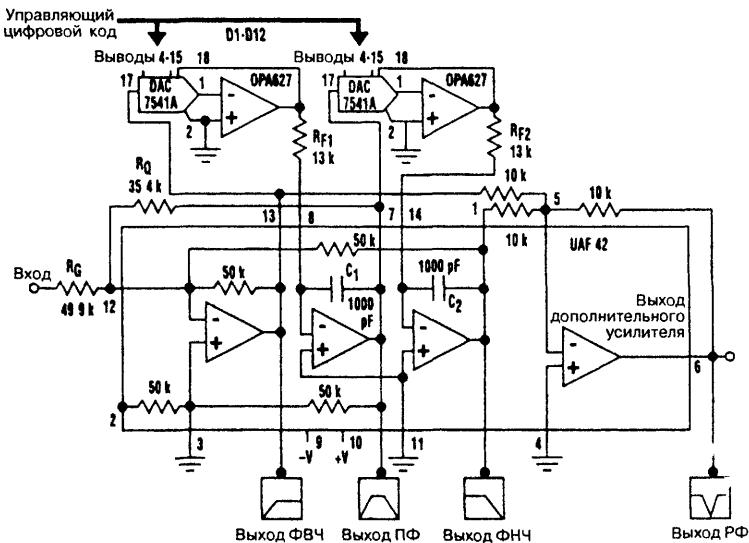 Управляющий
цифровой код
D1-D12
Выводы 4-15
18
Выводы 4-15
18
17
DAC
7541A
1
OPA627
17
DAC
7541A
1
OPA627
2
2
RF1
13 k
RF2
13 k
RQ
35 4 k
10 k
13
8
7
14
1
5
10 k
10 k
UAF 42
50 k
Вход
RG
49 9 k
12
50 k
C1
1000
pF
1000 pF
C2
Выход
дополнительного
усилителя
6
50 k
50 k
2
3
9
-V
10
+V
11
4
Выход ФВЧ
Выход ПФ
Выход ФНЧ
Выход РФ